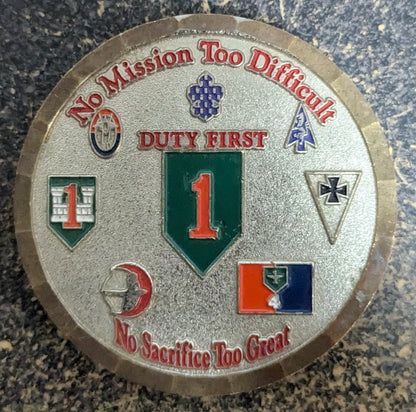 No Mission Too Difficult
DUTY FIRST
1
1
No Sacrifice Too Great